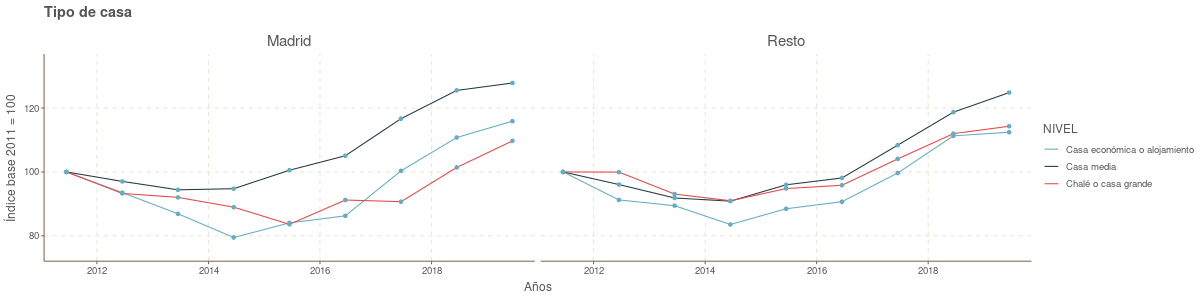 Tipo de casa
Madrid
Resto
Índice base 2011 = 100
120
100
80
2012
2014
2016
2018
2012
2014
2016
2018
Años
NIVEL
Casa económica o alojamiento
Casa media
Chalé o casa grande